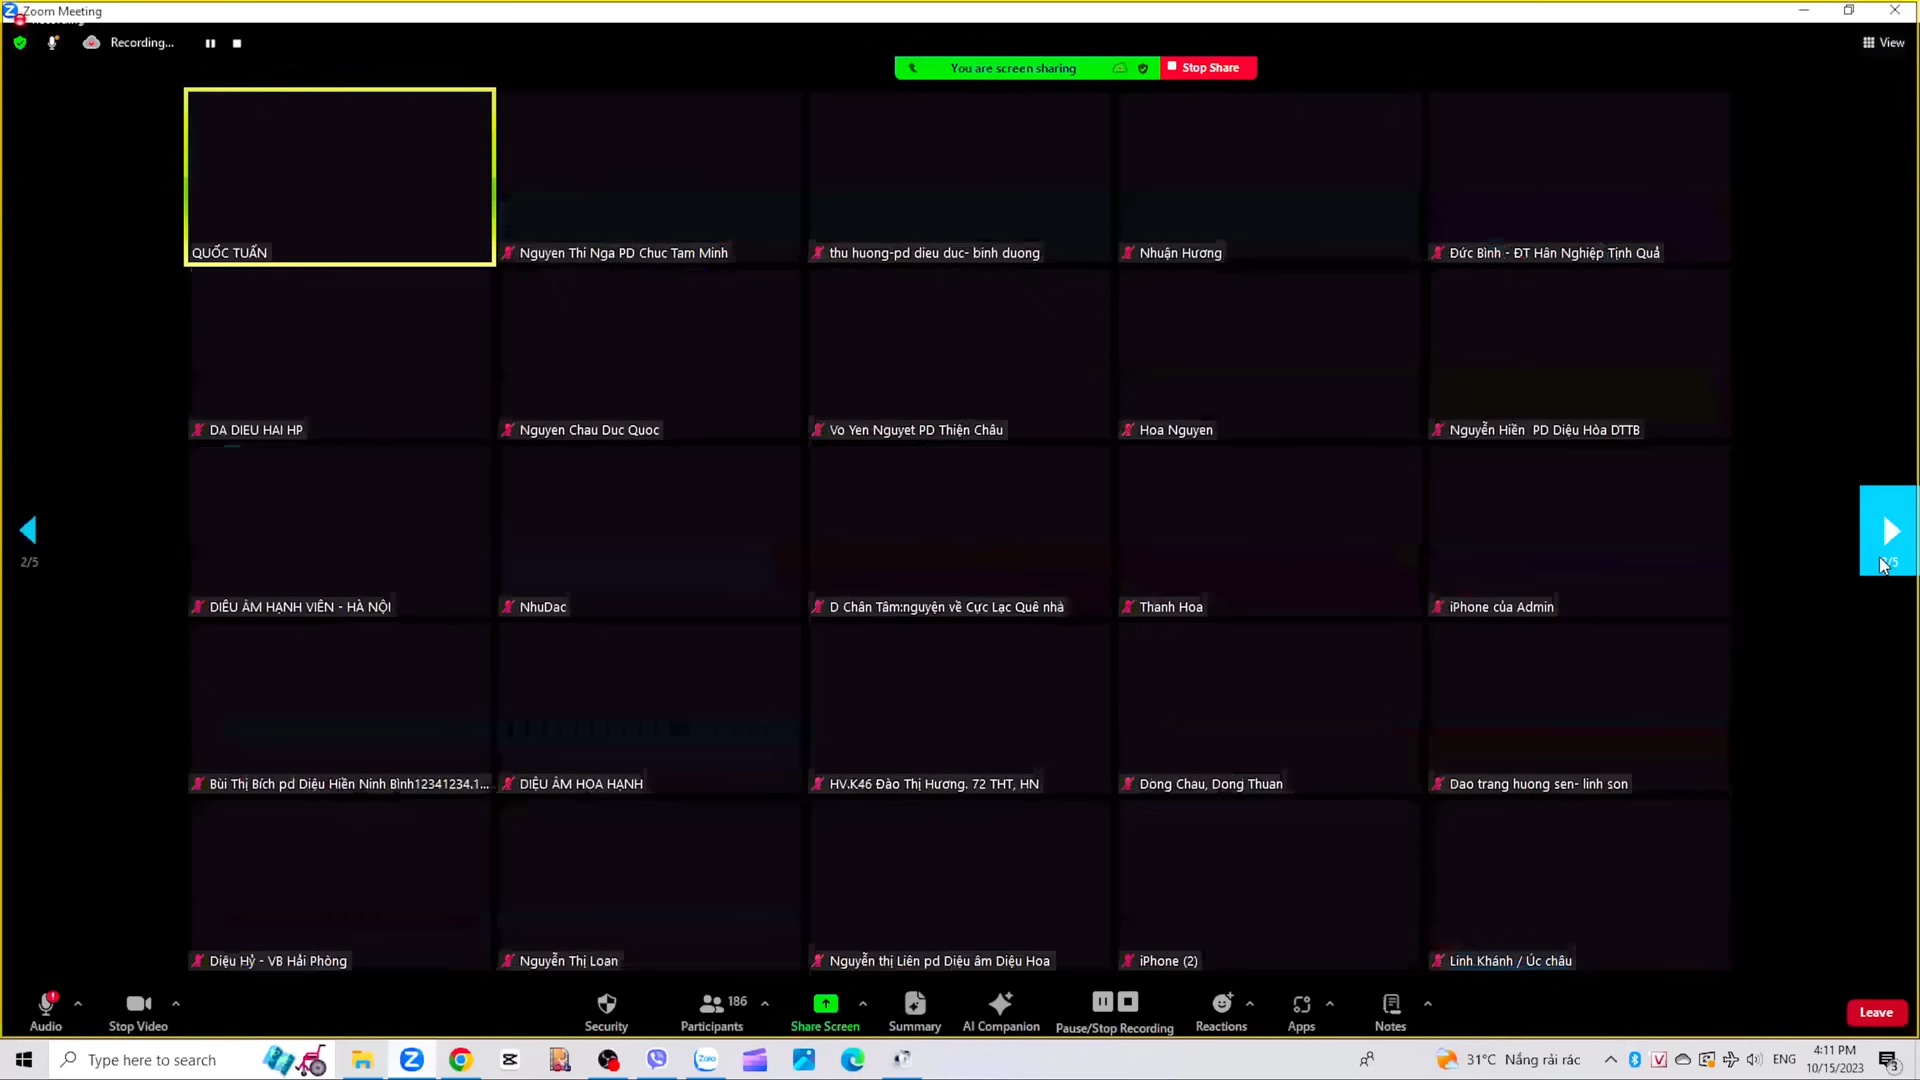 Zoom Meeting
Recording...
View
You are screen sharing
Stop Share
QUỐC TUẤN
Nguyen Thi Nga PD Chuc Tam Minh
thu huong-pd dieu duc- binh duong
Nhuận Hương
Đức Bình - ĐT Hân Nghiệp Tịnh Quả
DA DIEU HAI HP
Nguyen Chau Duc Quoc
Vo Yen Nguyet PD Thiện Châu
Hoa Nguyen
Nguyễn Hiền PD Diệu Hòa DTTB
2/5
DIÊU ÂM HẠNH VIÊN - HÀ NỘI
NhuDac
D Chân Tâm:nguyện về Cực Lạc Quê nhà
Thanh Hoa
iPhone của Admin
Bùi Thị Bích pd Diệu Hiền Ninh Bình12341234.1...
DIỆU ÂM HOA HẠNH
HV.K46 Đào Thị Hương. 72 THT, HN
Dong Chau, Dong Thuan
Dao trang huong sen- linh son
Diệu Hỷ - VB Hải Phòng
Nguyễn Thị Loan
Nguyễn thị Liên pd Diệu âm Diệu Hoa
iPhone (2)
Linh Khánh / Úc châu
Audio
Stop Video
Security
Participants
186
Share Screen
Summary
AI Companion
Pause/Stop Recording
Reactions
Apps
Notes
Leave
Type here to search
Zalo
31°C Nắng rải rác
ENG
4:11 PM
10/15/2023
3